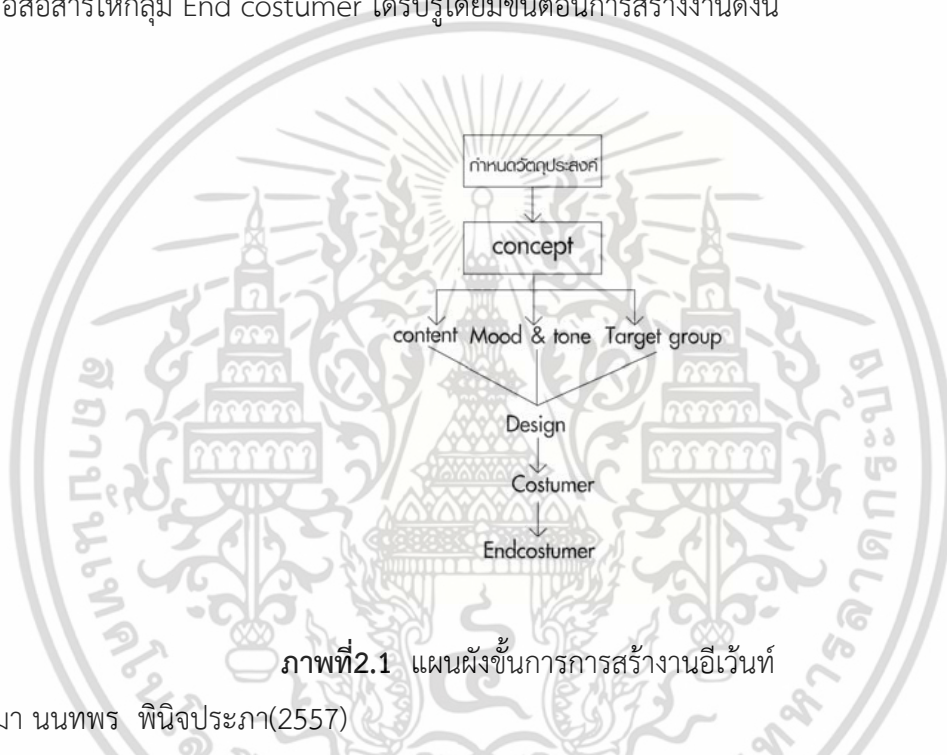 สื่อสารให้กลุ่ม End costumer ได้รับรู้โดยมีขั้นตอนการสร้างงานดังนี้
กำหนดวัตถุประสงค์
concept
content Mood & tone Target group
Design
Costumer
Endcostumer
ภาพที่2.1 แผนผังขั้นการการสร้างงานอีเว้นท์
นนทพร พินิจประภา(2557)